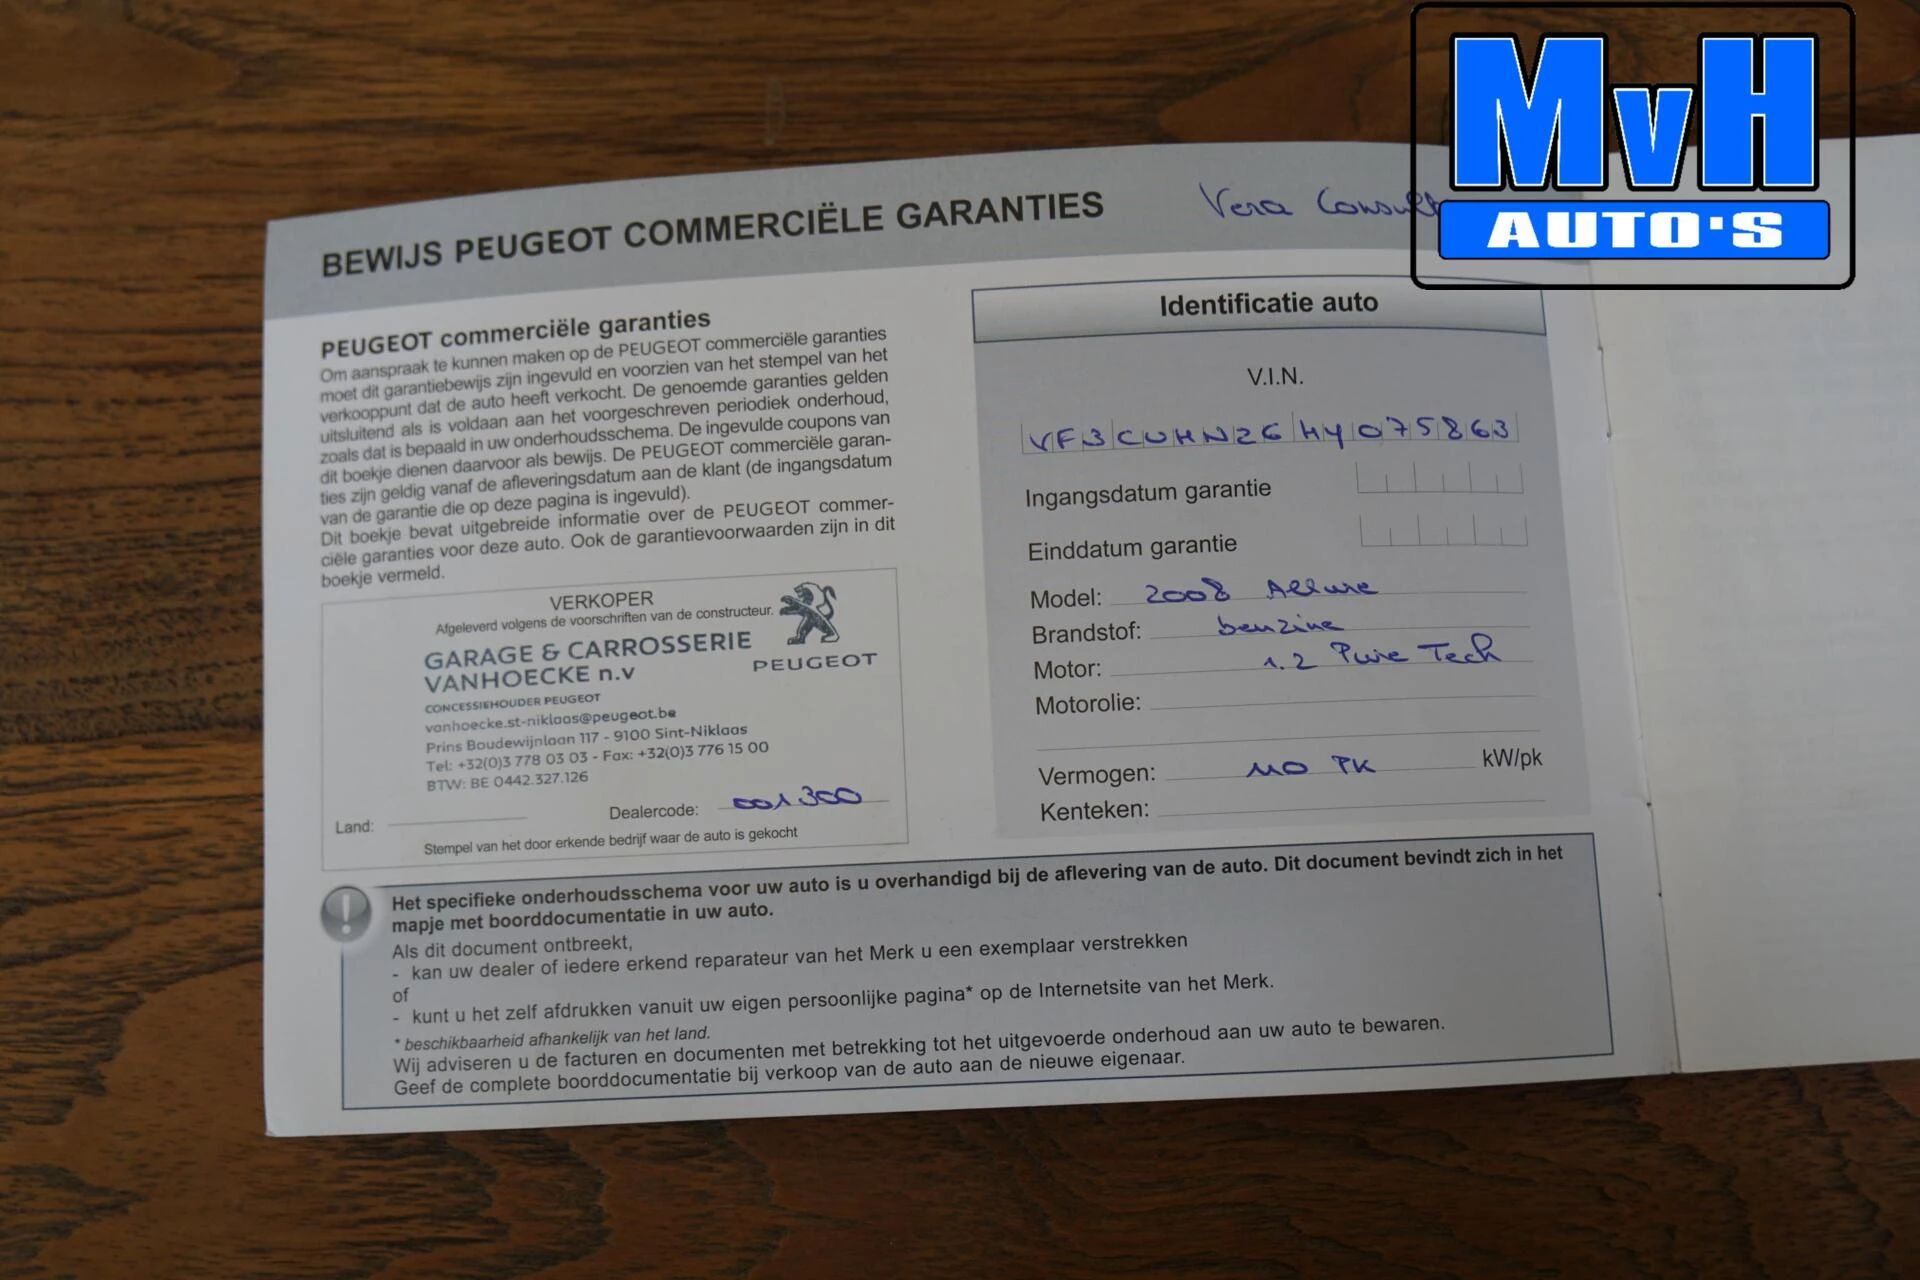 MvH
AUTO'S
BEWIJS PEUGEOT COMMERCIËLE GARANTIES
Vera
PEUGEOT commerciële garanties
Om aanspraak te kunnen maken op de PEUGEOT commerciële garanties
moet dit garantiebewijs zijn ingevuld en voorzien van het stempel van het
verkooppunt dat de auto heeft verkocht. De genoemde garanties gelden
uitsluitend als is voldaan aan het voorgeschreven periodiek onderhoud,
zoals dat is bepaald in uw onderhoudsschema. De ingevulde coupons van
dit boekje dienen daarvoor als bewijs. De PEUGEOT commerciële garan-
ties zijn geldig vanaf de afleveringsdatum aan de klant (de ingangsdatum
van de garantie die op deze pagina is ingevuld).
Dit boekje bevat uitgebreide informatie over de PEUGEOT commer-
ciële garanties voor deze auto. Ook de garantievoorwaarden zijn in dit
boekje vermeld.
VERKOPER
Afgeleverd volgens de voorschriften van de constructeur.
GARAGE & CARROSSERIE
VANHOECKE n.v
PEUGEOT
CONCESSIEHOUDER PEUGEOT
vanhoecke.st-niklaas@peugeot.be
Prins Boudewijnlaan 117 - 9100 Sint-Niklaas
Tel: +32(0)3 778 03 03 - Fax: +32(0)3 776 15 00
BTW: BE 0442.327.126
Land:
Dealercode: 001300
Stempel van het door erkende bedrijf waar de auto is gekocht
Identificatie auto
V.I.N.
VF3CUHNZ6HY075863
Ingangsdatum garantie
Einddatum garantie
Model: 2008 Allure
Brandstof: benzine
Motor: 1.2 Pure Tech
Motorolie:
Vermogen: 110 PK kW/pk
Kenteken:
Het specifieke onderhoudsschema voor uw auto is u overhandigd bij de aflevering van de auto. Dit document bevindt zich in het
mapje met boorddocumentatie in uw auto.
Als dit document ontbreekt,
- kan uw dealer of iedere erkend reparateur van het Merk u een exemplaar verstrekken
of
- kunt u het zelf afdrukken vanuit uw eigen persoonlijke pagina* op de Internetsite van het Merk.
* beschikbaarheid afhankelijk van het land.
Wij adviseren u de facturen en documenten met betrekking tot het uitgevoerde onderhoud aan uw auto te bewaren.
Geef de complete boorddocumentatie bij verkoop van de auto aan de nieuwe eigenaar.